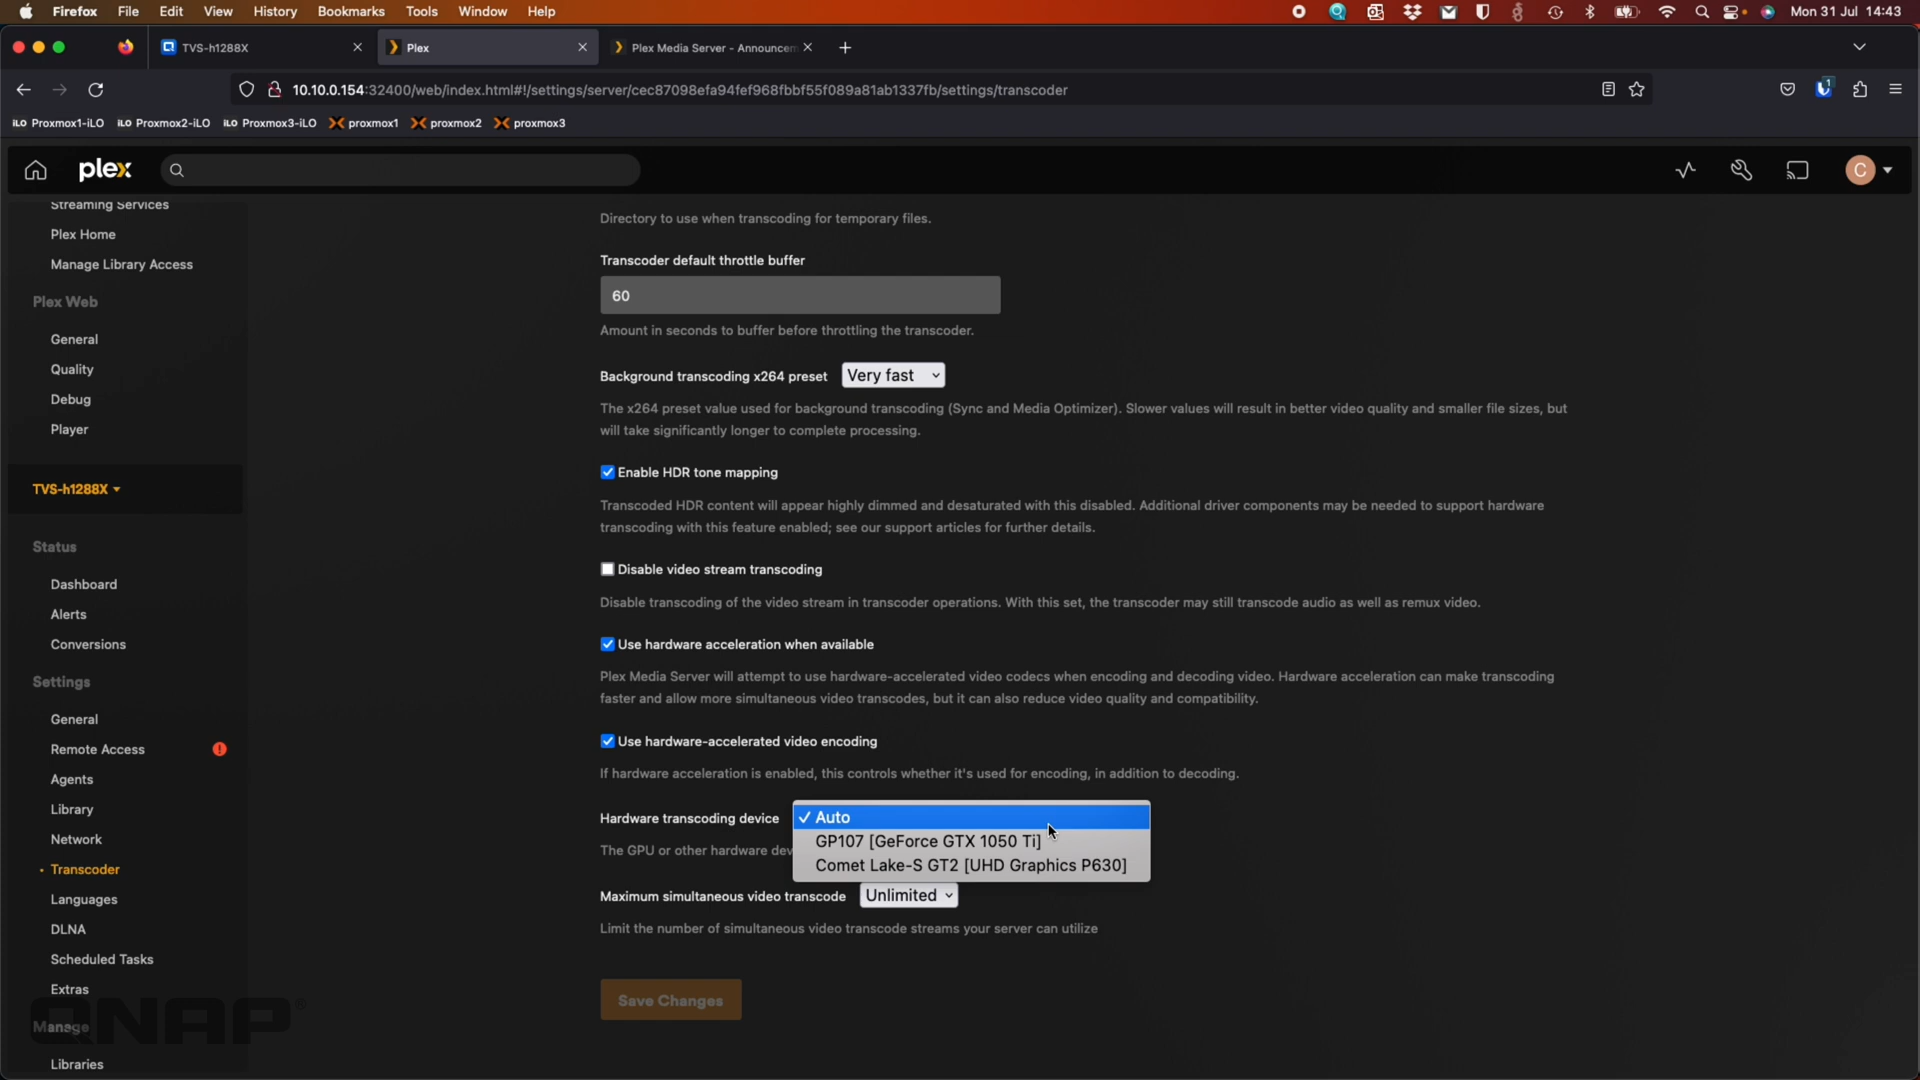 Firefox File Edit View History Bookmarks Tools Window Help Mon 31 Jul 14:43
TVS-h1288X Plex Plex Media Server - Announcem
10.10.0.154:32400/web/index.html#!/settings/server/cec87098efa94fef968fbbf55f089a81ab1337fb/settings/transcoder 1
iLO Proxmox1-iLO iLO Proxmox2-iLO iLO Proxmox3-iLO proxmox1 proxmox2 proxmox3
plex C
Streaming Services
Plex Home
Manage Library Access
Plex Web
General
Quality
Debug
Player
TVS-h1288X
Status
Dashboard
Alerts
Conversions
Settings
General
Remote Access !
Agents
Library
Network
Transcoder
Languages
DLNA
Scheduled Tasks
Extras
Manage
Libraries
QNAP®
Directory to use when transcoding for temporary files.
Transcoder default throttle buffer
60
Amount in seconds to buffer before throttling the transcoder.
Background transcoding x264 preset Very fast
The x264 preset value used for background transcoding (Sync and Media Optimizer). Slower values will result in better video quality and smaller file sizes, but
will take significantly longer to complete processing.
Enable HDR tone mapping
Transcoded HDR content will appear highly dimmed and desaturated with this disabled. Additional driver components may be needed to support hardware
transcoding with this feature enabled; see our support articles for further details.
Disable video stream transcoding
Disable transcoding of the video stream in transcoder operations. With this set, the transcoder may still transcode audio as well as remux video.
Use hardware acceleration when available
Plex Media Server will attempt to use hardware-accelerated video codecs when encoding and decoding video. Hardware acceleration can make transcoding
faster and allow more simultaneous video transcodes, but it can also reduce video quality and compatibility.
Use hardware-accelerated video encoding
If hardware acceleration is enabled, this controls whether it's used for encoding, in addition to decoding.
Hardware transcoding device ✓ Auto
GP107 [GeForce GTX 1050 Ti]
The GPU or other hardware dev
Comet Lake-S GT2 [UHD Graphics P630]
Maximum simultaneous video transcode Unlimited
Limit the number of simultaneous video transcode streams your server can utilize
Save Changes